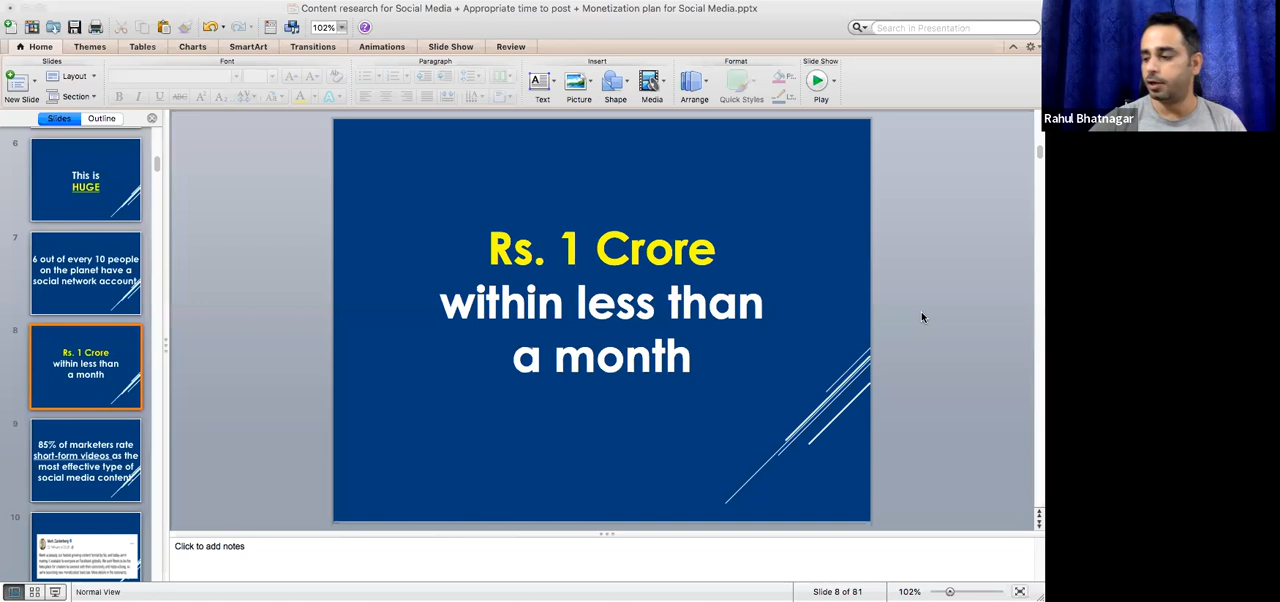 Content research for Social Media + Appropriate time to post + Monetization plan for Social Media.pptx
102%
Search in Presentation
Home Themes Tables Charts SmartArt Transitions Animations Slide Show Review
Slides Font Paragraph Insert Format Slide Show
Layout
Section
New Slide
B I U ABC A² A₂
Text Picture Shape Media Arrange Quick Styles Play
Rahul Bhatnagar
Slides Outline
6
This is
HUGE
7
6 out of every 10 people
on the planet have a
social network account
8
Rs. 1 Crore
within less than
a month
9
85% of marketers rate
short-form videos as the
most effective type of
social media content
10
Rs. 1 Crore
within less than
a month
Click to add notes
Normal View
Slide 8 of 81
102%